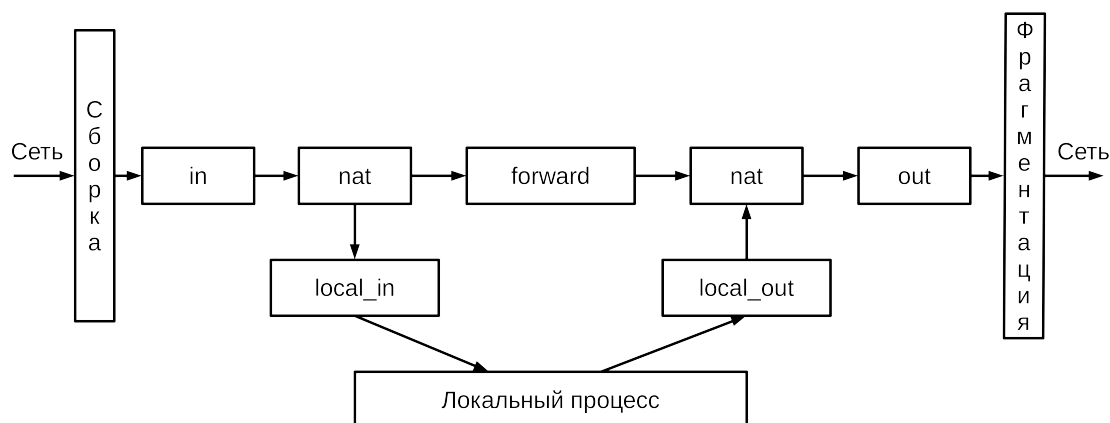 Сеть
Сборка
in
nat
forward
nat
out
Фрагментация
Сеть
local_in
local_out
Локальный процесс